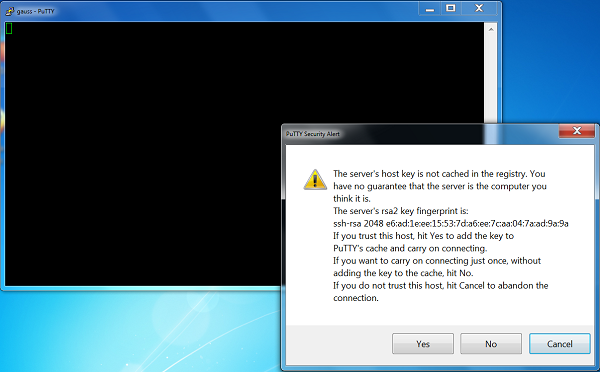 gauss - PuTTY
PuTTY Security Alert
The server's host key is not cached in the registry. You
have no guarantee that the server is the computer you
think it is.
The server's rsa2 key fingerprint is:
ssh-rsa 2048 e6:ad:1e:ee:15:53:7d:a6:ee:7c:aa:04:7a:ad:9a:9a
If you trust this host, hit Yes to add the key to
PuTTY's cache and carry on connecting.
If you want to carry on connecting just once, without
adding the key to the cache, hit No.
If you do not trust this host, hit Cancel to abandon the
connection.
Yes No Cancel